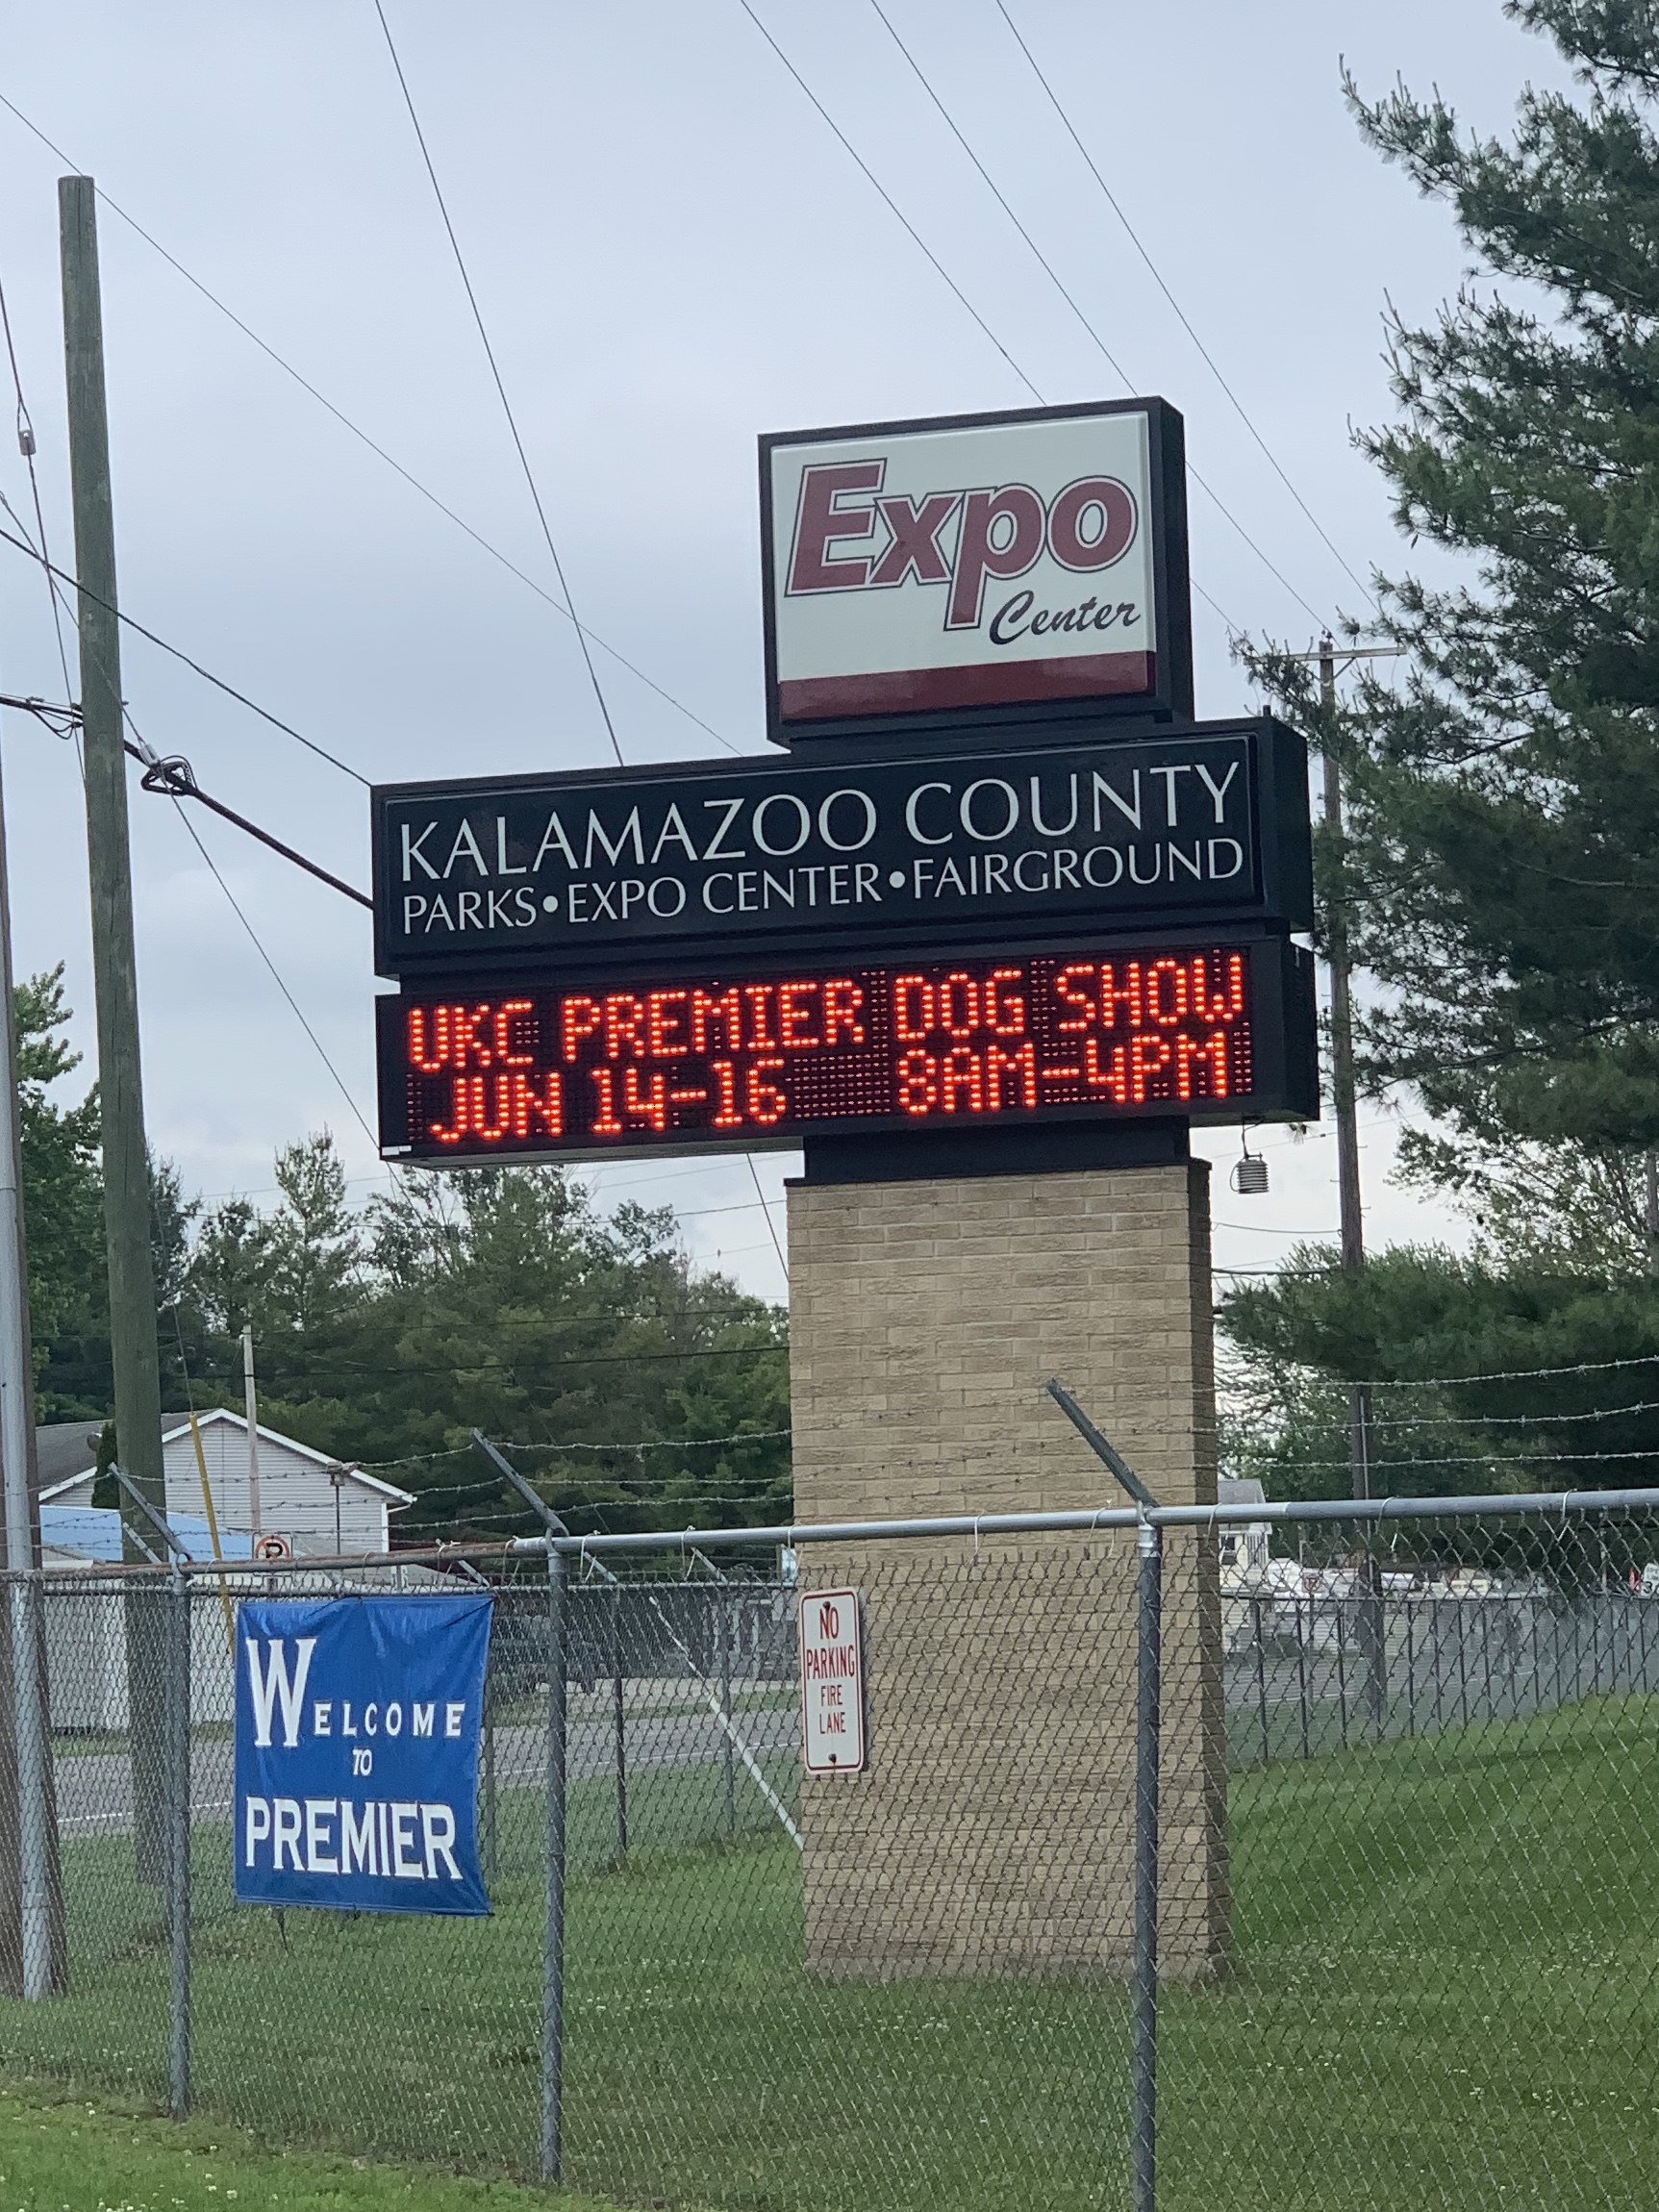 Expo
Center
KALAMAZOO COUNTY
PARKS•EXPO CENTER•FAIRGROUND
UKC PREMIER DOG SHOW
JUN 14-16 8AM-4PM
NO
PARKING
FIRE
LANE
WELCOME
TO
PREMIER